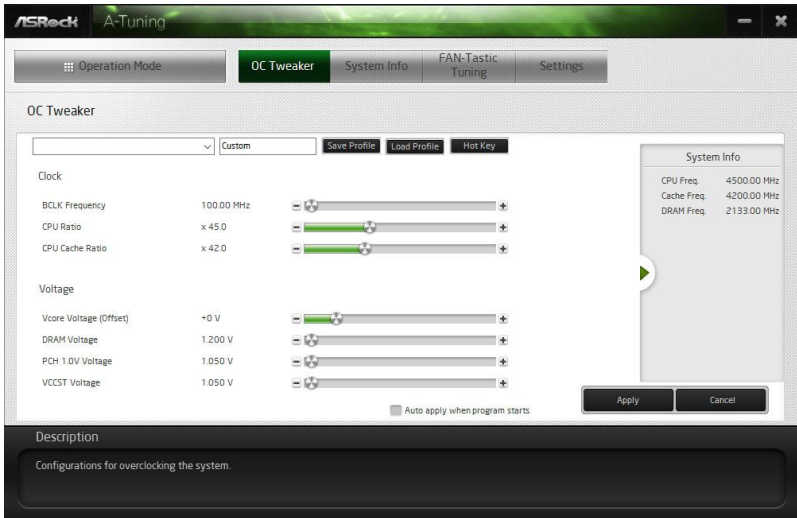 ASRock A-Tuning
Operation Mode
OC Tweaker
System Info
FAN-Tastic
Tuning
Settings
OC Tweaker
Custom
Save Profile
Load Profile
Hot Key
Clock
BCLK Frequency 100.00 MHz
CPU Ratio x 45.0
CPU Cache Ratio x 42.0
Voltage
Vcore Voltage (Offset) +0 V
DRAM Voltage 1.200 V
PCH 1.0V Voltage 1.050 V
VCCST Voltage 1.050 V
Auto apply when program starts
System Info
CPU Freq. 4500.00 MHz
Cache Freq. 4200.00 MHz
DRAM Freq. 2133.00 MHz
Apply
Cancel
Description
Configurations for overclocking the system.